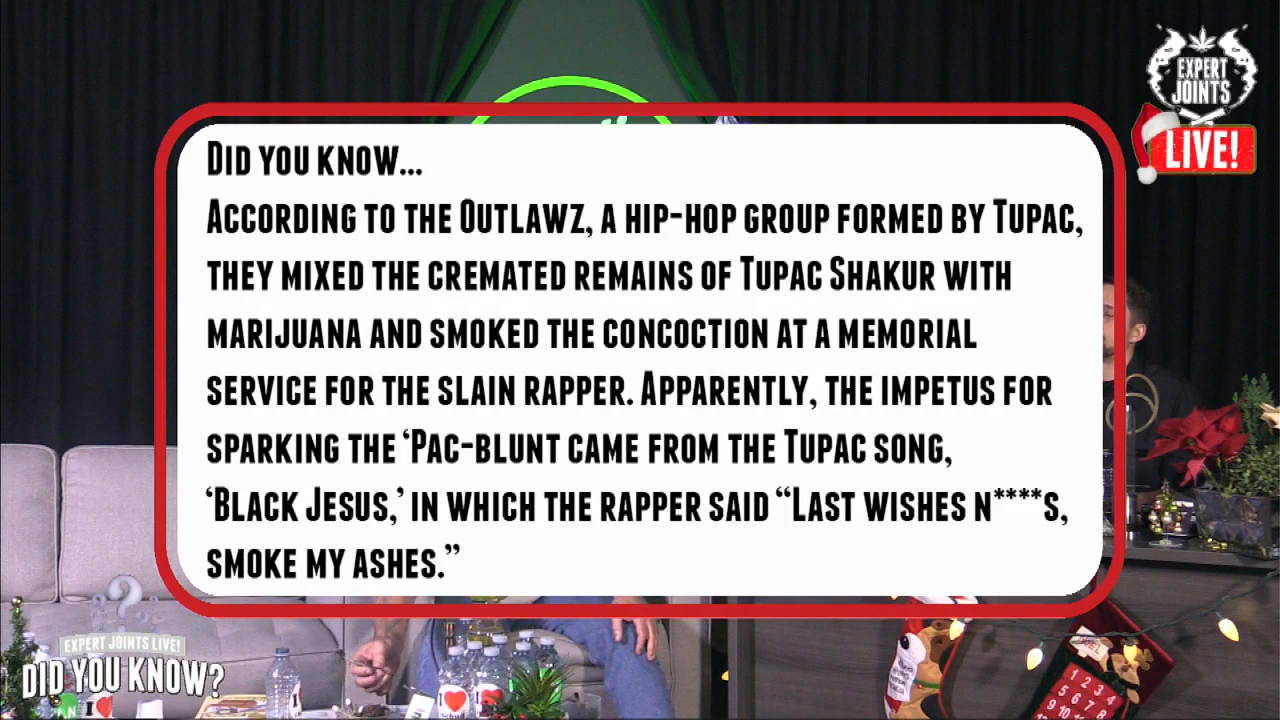 Did you know...
According to the Outlawz, a hip-hop group formed by Tupac,
they mixed the cremated remains of Tupac Shakur with
marijuana and smoked the concoction at a memorial
service for the slain rapper. Apparently, the impetus for
sparking the ‘Pac-blunt came from the Tupac song,
‘Black Jesus,’ in which the rapper said “Last wishes n****s,
smoke my ashes.”
EXPERT
JOINTS
LIVE!
?
EXPERT JOINTS LIVE!
DID YOU KNOW?